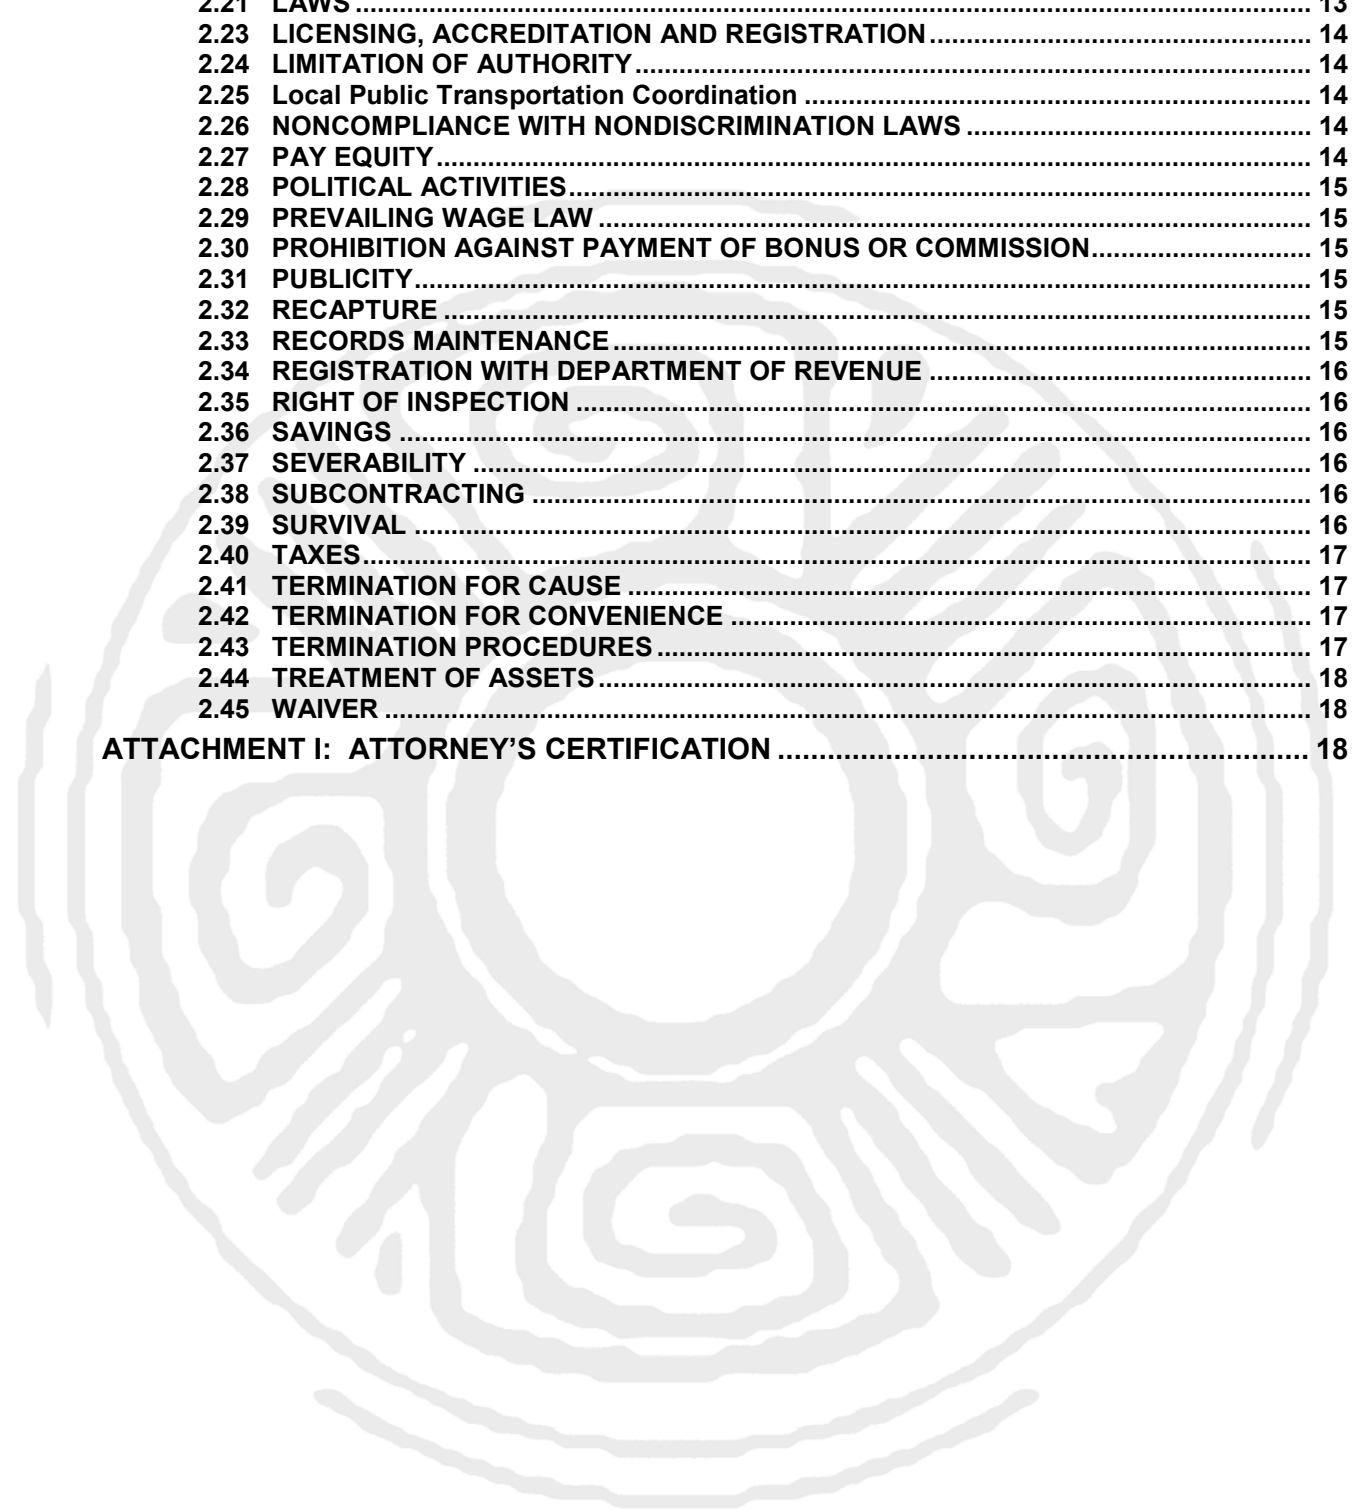 2.21 LAWS ........ 13
2.23 LICENSING, ACCREDITATION AND REGISTRATION ........ 14
2.24 LIMITATION OF AUTHORITY ........ 14
2.25 Local Public Transportation Coordination ........ 14
2.26 NONCOMPLIANCE WITH NONDISCRIMINATION LAWS ........ 14
2.27 PAY EQUITY ........ 14
2.28 POLITICAL ACTIVITIES ........ 15
2.29 PREVAILING WAGE LAW ........ 15
2.30 PROHIBITION AGAINST PAYMENT OF BONUS OR COMMISSION ........ 15
2.31 PUBLICITY ........ 15
2.32 RECAPTURE ........ 15
2.33 RECORDS MAINTENANCE ........ 15
2.34 REGISTRATION WITH DEPARTMENT OF REVENUE ........ 16
2.35 RIGHT OF INSPECTION ........ 16
2.36 SAVINGS ........ 16
2.37 SEVERABILITY ........ 16
2.38 SUBCONTRACTING ........ 16
2.39 SURVIVAL ........ 16
2.40 TAXES ........ 17
2.41 TERMINATION FOR CAUSE ........ 17
2.42 TERMINATION FOR CONVENIENCE ........ 17
2.43 TERMINATION PROCEDURES ........ 17
2.44 TREATMENT OF ASSETS ........ 18
2.45 WAIVER ........ 18
ATTACHMENT I: ATTORNEY’S CERTIFICATION ........ 18